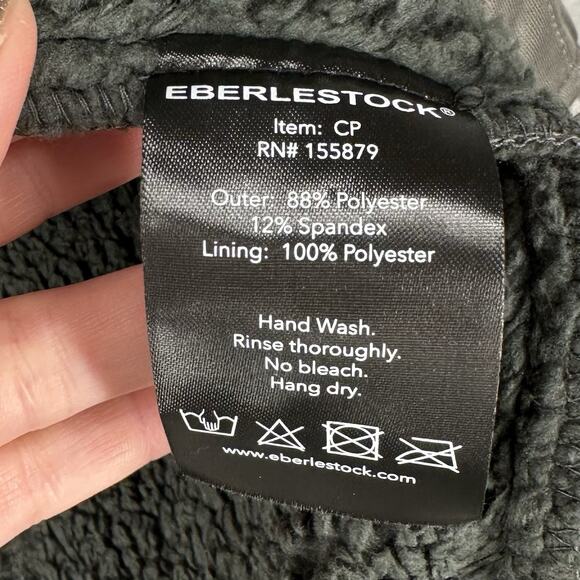 EBERLESTOCK®
Item: CP
RN# 155879
Outer: 88% Polyester
12% Spandex
Lining: 100% Polyester
Hand Wash.
Rinse thoroughly.
No bleach.
Hang dry.
www.eberlestock.com